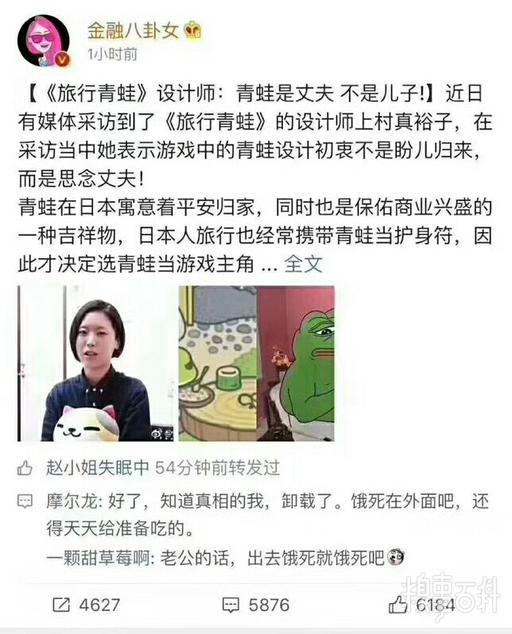 金融八卦女
1小时前
【《旅行青蛙》设计师：青蛙是丈夫 不是儿子!】近日
有媒体采访到了《旅行青蛙》的设计师上村真裕子，在
采访当中她表示游戏中的青蛙设计初衷不是盼儿归来，
而是思念丈夫！
青蛙在日本寓意着平安归家，同时也是保佑商业兴盛的
一种吉祥物，日本人旅行也经常携带青蛙当护身符，因
此才决定选青蛙当游戏主角 ... 全文
赵小姐失眠中 54分钟前转发过
摩尔龙: 好了，知道真相的我，卸载了。饿死在外面吧，还
得天天给准备吃的。
一颗甜草莓啊: 老公的话，出去饿死就饿死吧
4627
5876
6184
糗事百科